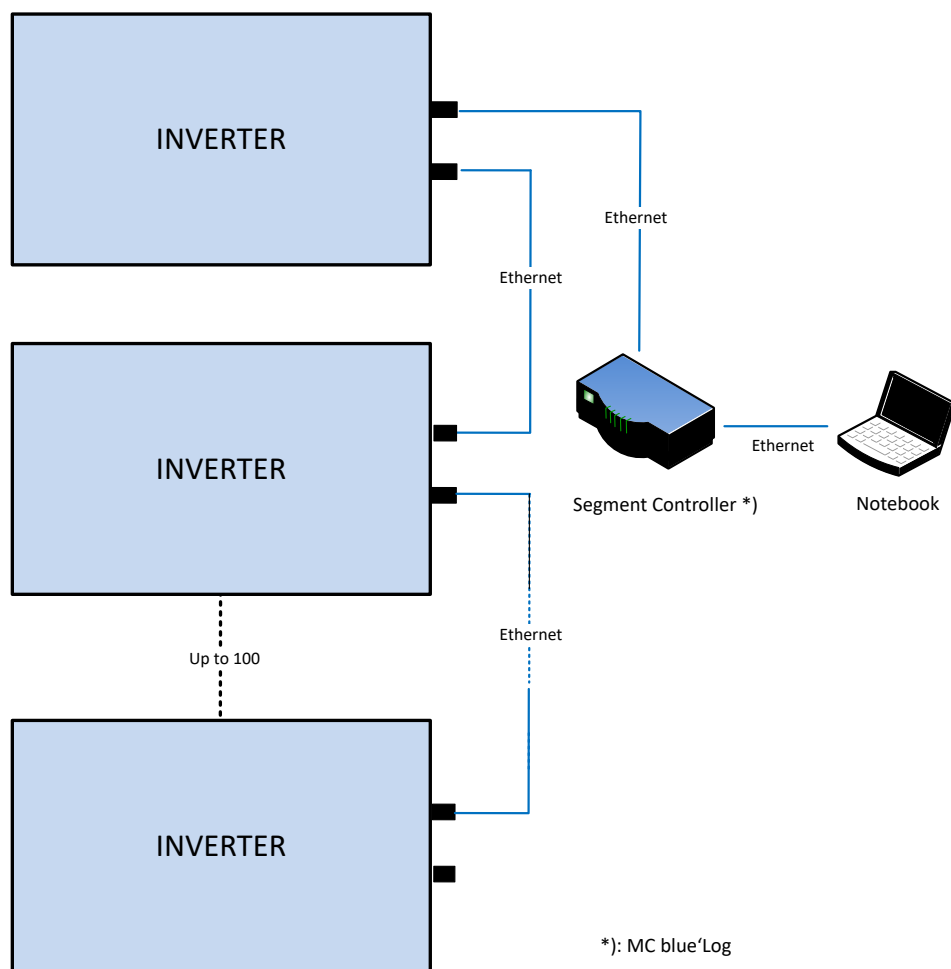 INVERTER
Ethernet
Ethernet
INVERTER
Ethernet
Segment Controller *)
Notebook
Ethernet
Up to 100
INVERTER
*): MC blue‘Log